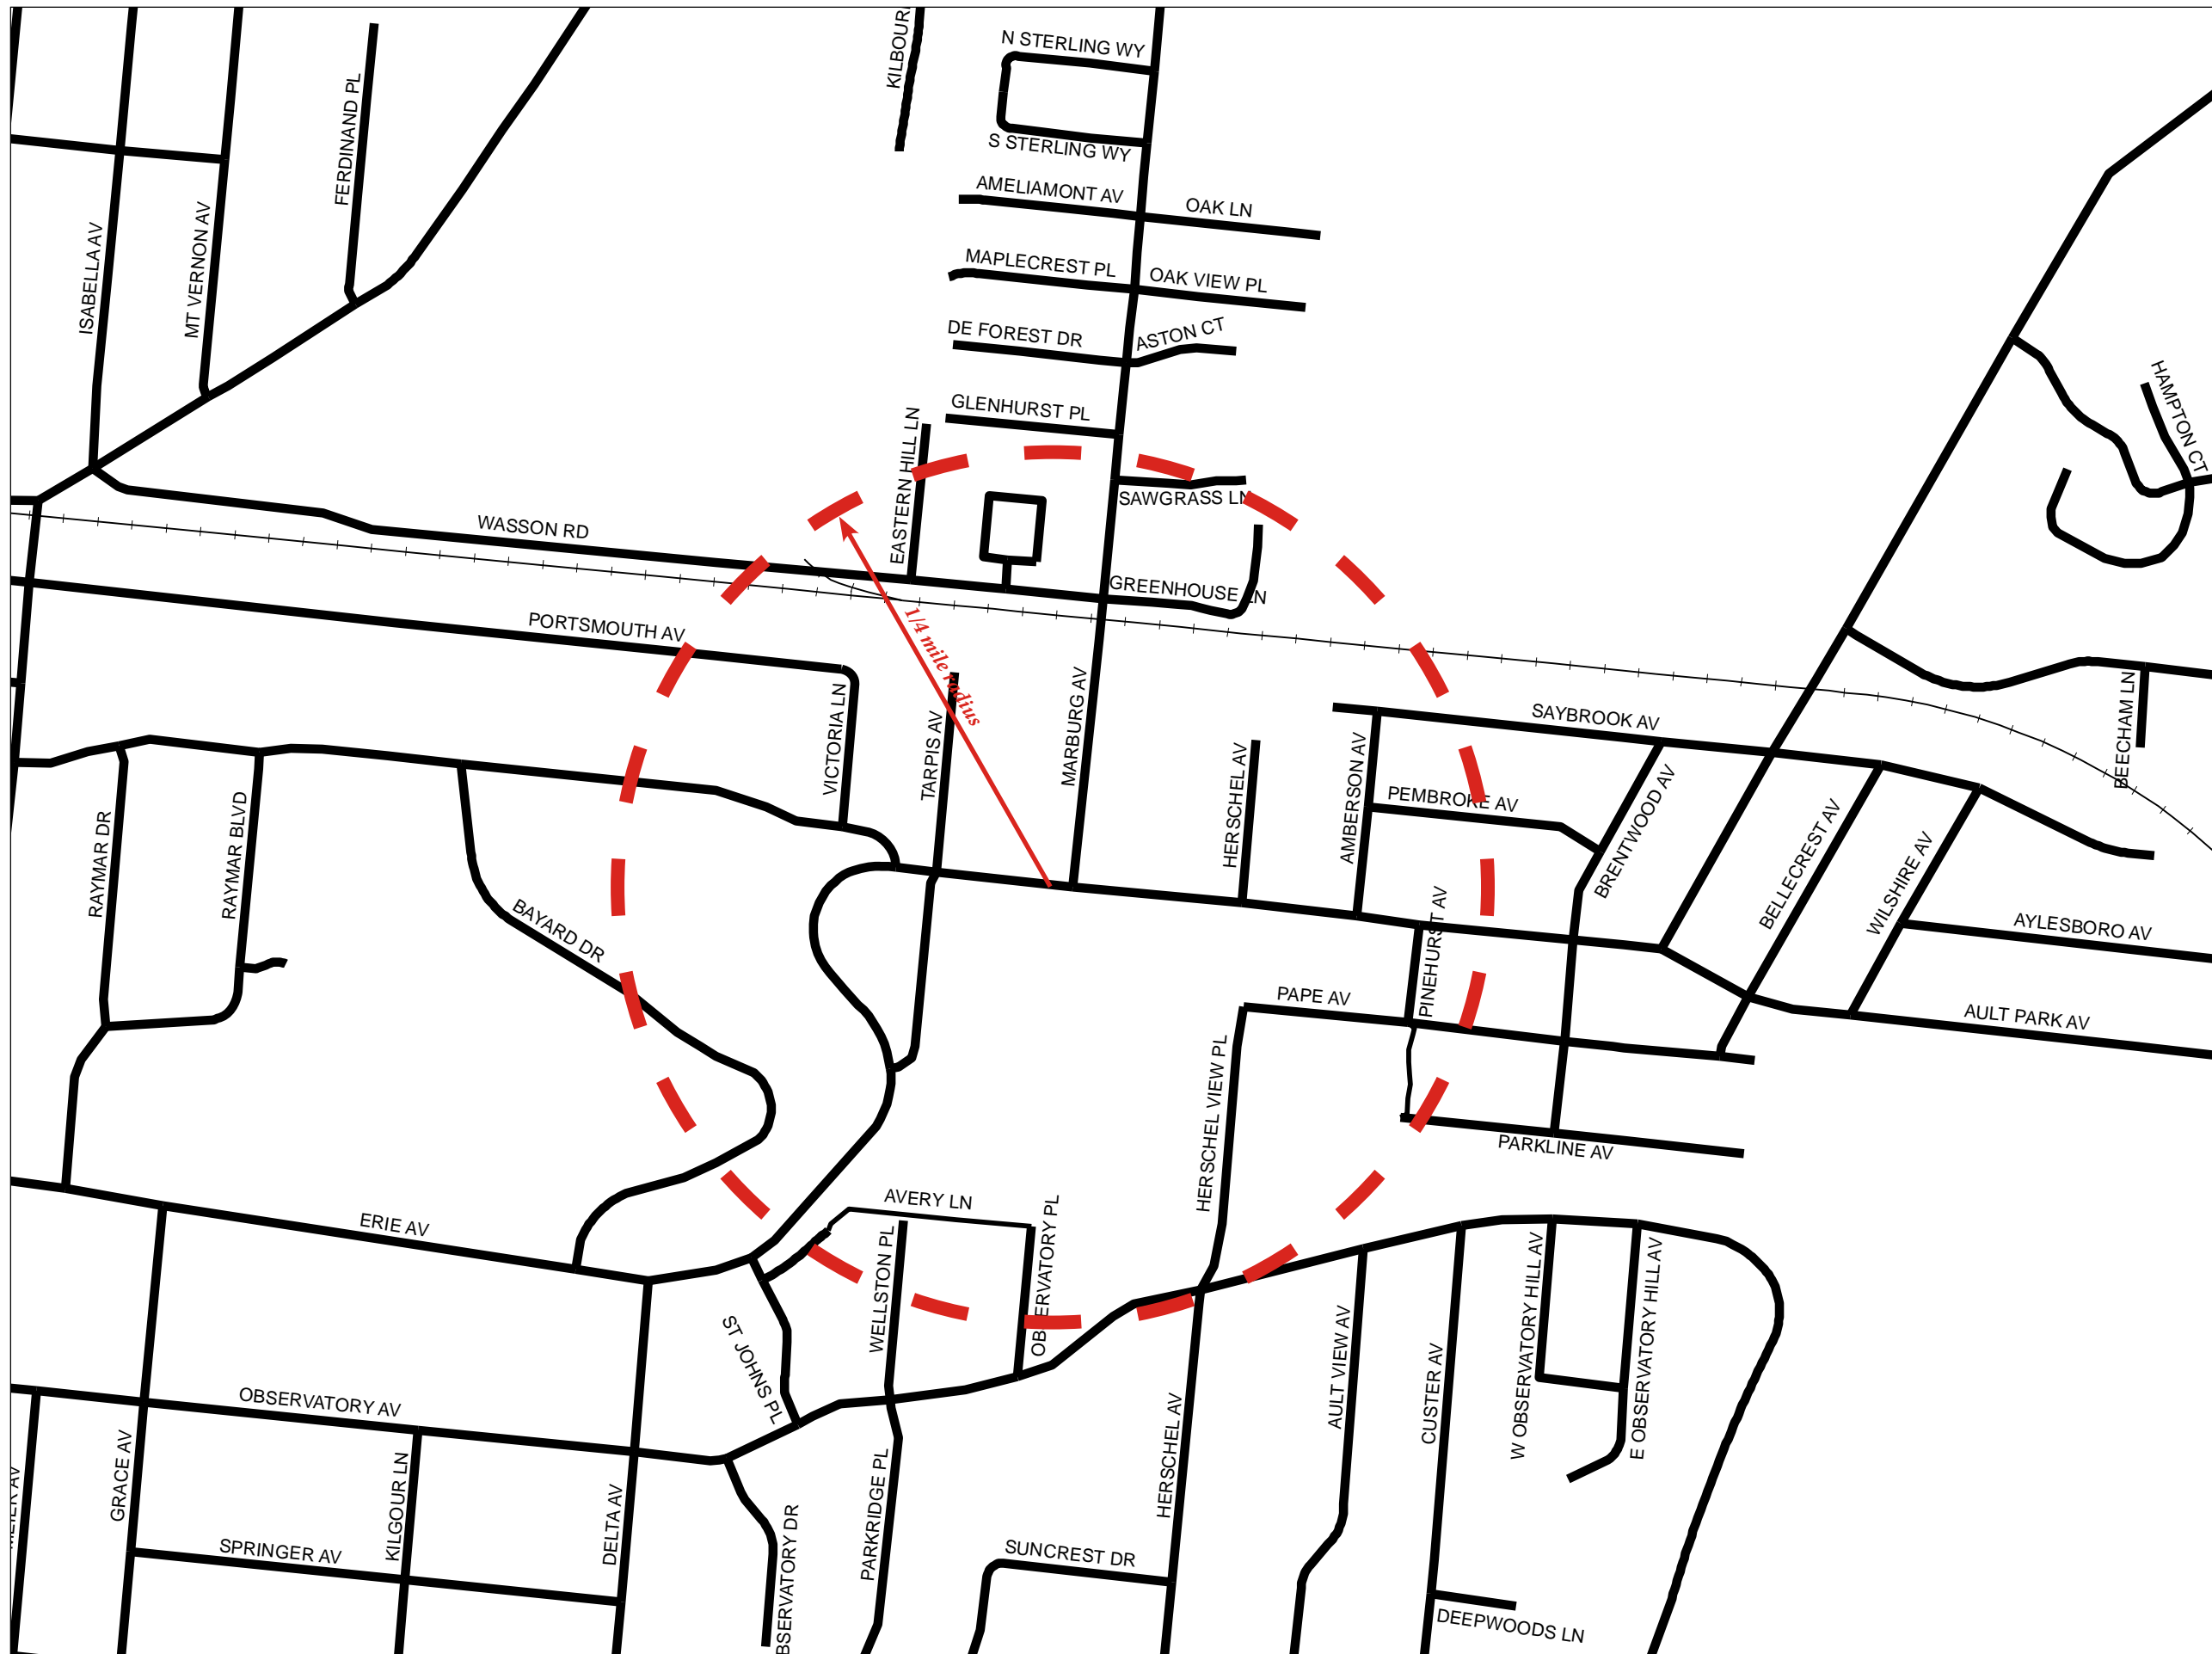 KILBOUR
N STERLING WY
S STERLING WY
FERDINAND PL
AMELIAMONT AV
OAK LN
ISABELLA AV
MT VERNON AV
MAPLECREST PL
OAK VIEW PL
DE FOREST DR
ASTON CT
HAMPTON CT
GLENHURST PL
EASTERN HILL LN
SAWGRASS LN
WASSON RD
GREENHOUSE LN
1/4 mile radius
PORTSMOUTH AV
VICTORIA LN
TARPIS AV
MARBURG AV
SAYBROOK AV
BEECHAM LN
HERSCHEL AV
AMBERSON AV
PEMBROKE AV
BRENTWOOD AV
BELLECREST AV
WILSHIRE AV
RAYMAR DR
RAYMAR BLVD
BAYARD DR
PINEHURST AV
AYLESBORO AV
PAPE AV
AULT PARK AV
HERSCHEL VIEW PL
PARKLINE AV
ERIE AV
AVERY LN
WELLSTON PL
OBSERVATORY PL
ST JOHNS PL
AULT VIEW AV
CUSTER AV
W OBSERVATORY HILL AV
E OBSERVATORY HILL AV
OBSERVATORY AV
GRACE AV
KILGOUR LN
DELTA AV
BSERVATORY DR
PARKRIDGE PL
HERSCHEL AV
SPRINGER AV
SUNCREST DR
DEEPWOODS LN